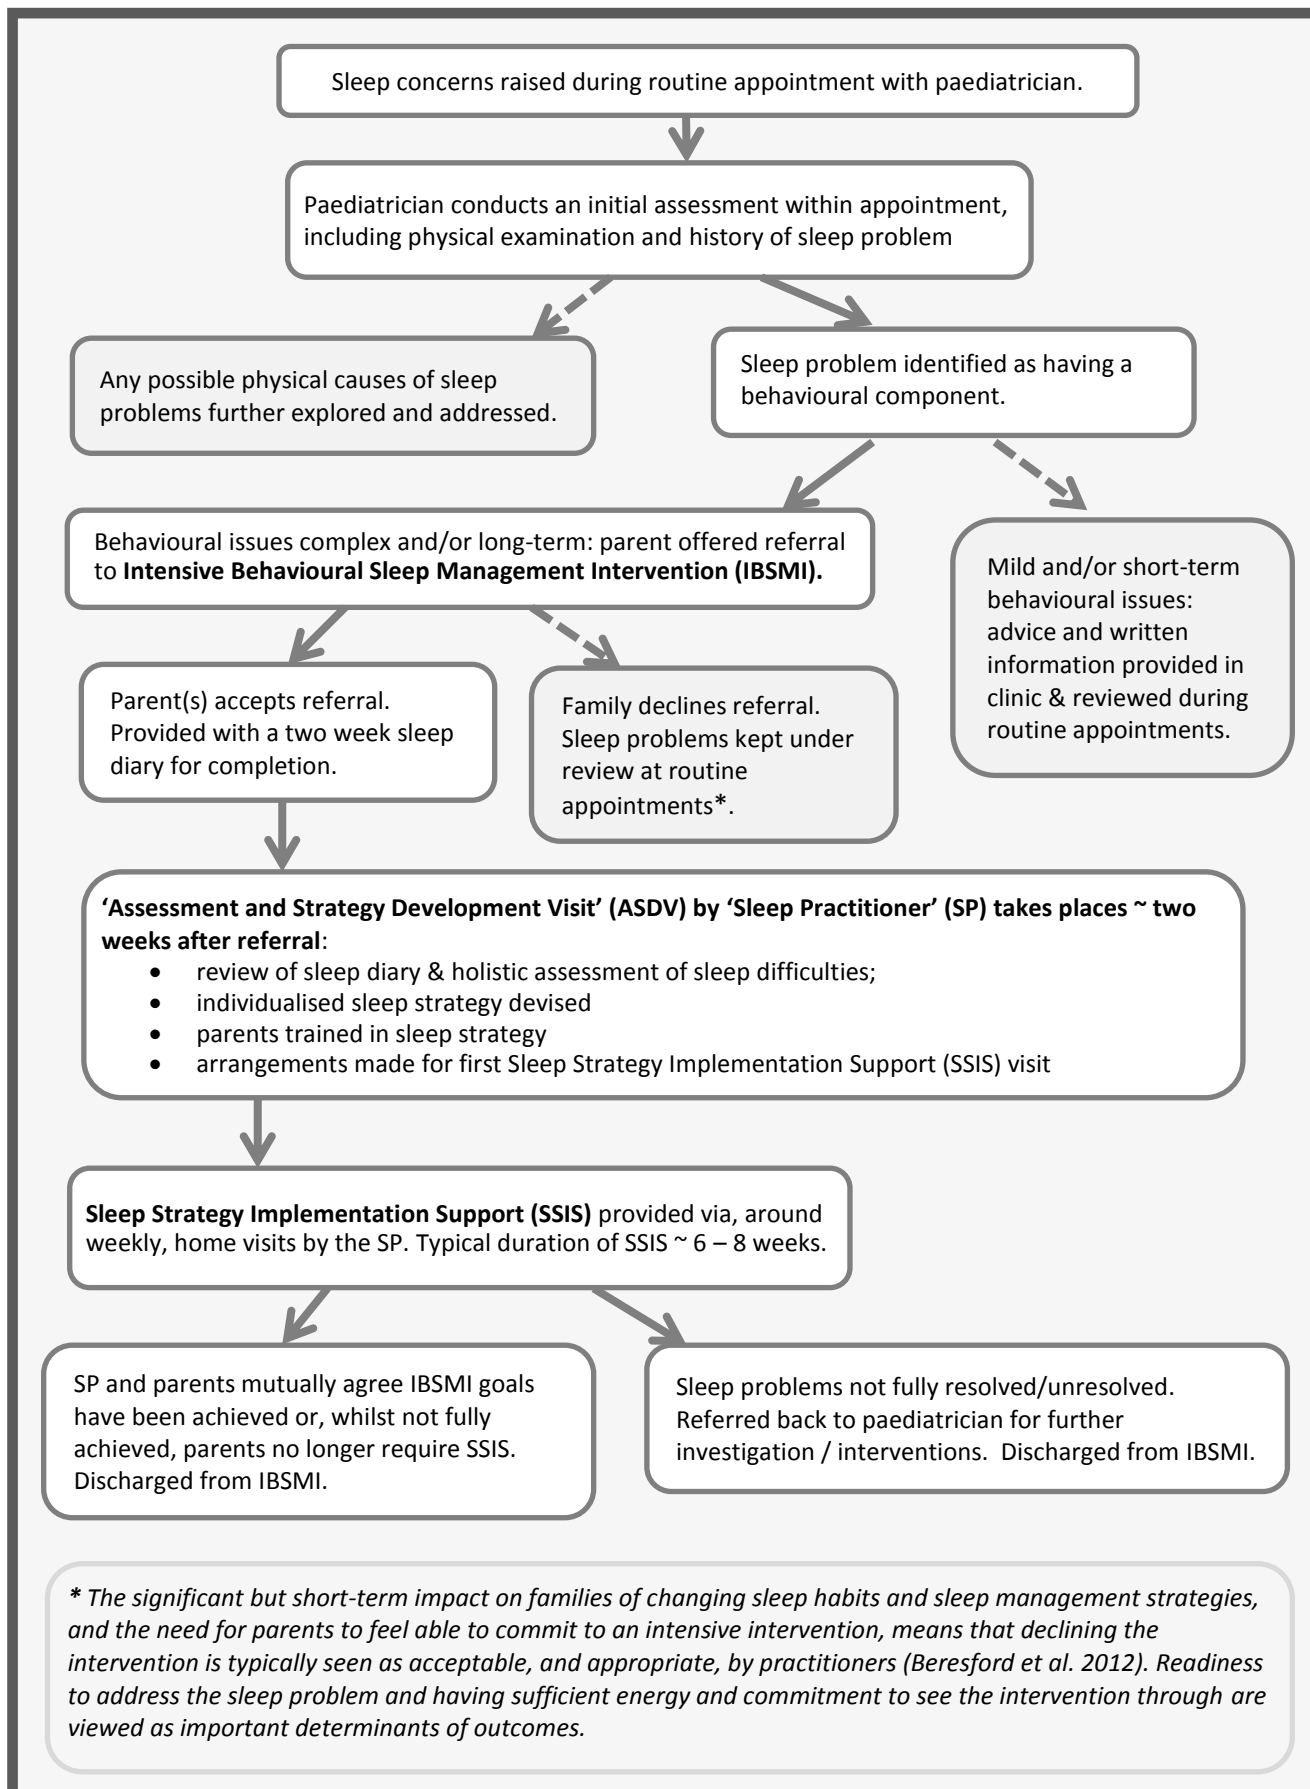 Sleep concerns raised during routine appointment with paediatrician.
Paediatrician conducts an initial assessment within appointment,
including physical examination and history of sleep problem
Any possible physical causes of sleep
problems further explored and addressed.
Sleep problem identified as having a
behavioural component.
Behavioural issues complex and/or long-term: parent offered referral
to Intensive Behavioural Sleep Management Intervention (IBSMI).
Mild and/or short-term
behavioural issues:
advice and written
information provided in
clinic & reviewed during
routine appointments.
Parent(s) accepts referral.
Provided with a two week sleep
diary for completion.
Family declines referral.
Sleep problems kept under
review at routine
appointments*.
‘Assessment and Strategy Development Visit’ (ASDV) by ‘Sleep Practitioner’ (SP) takes places ~ two
weeks after referral:
• review of sleep diary & holistic assessment of sleep difficulties;
• individualised sleep strategy devised
• parents trained in sleep strategy
• arrangements made for first Sleep Strategy Implementation Support (SSIS) visit
Sleep Strategy Implementation Support (SSIS) provided via, around
weekly, home visits by the SP. Typical duration of SSIS ~ 6 – 8 weeks.
SP and parents mutually agree IBSMI goals
have been achieved or, whilst not fully
achieved, parents no longer require SSIS.
Discharged from IBSMI.
Sleep problems not fully resolved/unresolved.
Referred back to paediatrician for further
investigation / interventions. Discharged from IBSMI.
* The significant but short-term impact on families of changing sleep habits and sleep management strategies,
and the need for parents to feel able to commit to an intensive intervention, means that declining the
intervention is typically seen as acceptable, and appropriate, by practitioners (Beresford et al. 2012). Readiness
to address the sleep problem and having sufficient energy and commitment to see the intervention through are
viewed as important determinants of outcomes.